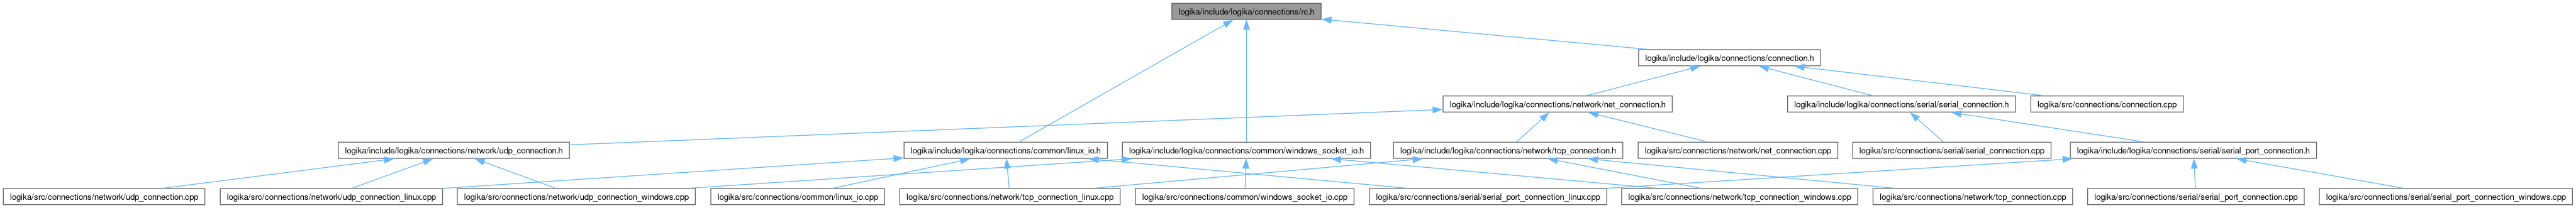 logika/include/logika/connections/rc.h
logika/include/logika/connections/connection.h
logika/include/logika/connections/network/net_connection.h
logika/include/logika/connections/serial/serial_connection.h
logika/src/connections/connection.cpp
logika/include/logika/connections/network/udp_connection.h
logika/include/logika/connections/common/linux_io.h
logika/include/logika/connections/common/windows_socket_io.h
logika/include/logika/connections/network/tcp_connection.h
logika/src/connections/network/net_connection.cpp
logika/src/connections/serial/serial_connection.cpp
logika/include/logika/connections/serial/serial_port_connection.h
logika/src/connections/network/udp_connection.cpp
logika/src/connections/network/udp_connection_linux.cpp
logika/src/connections/network/udp_connection_windows.cpp
logika/src/connections/common/linux_io.cpp
logika/src/connections/network/tcp_connection_linux.cpp
logika/src/connections/common/windows_socket_io.cpp
logika/src/connections/serial/serial_port_connection_linux.cpp
logika/src/connections/network/tcp_connection_windows.cpp
logika/src/connections/network/tcp_connection.cpp
logika/src/connections/serial/serial_port_connection.cpp
logika/src/connections/serial/serial_port_connection_windows.cpp